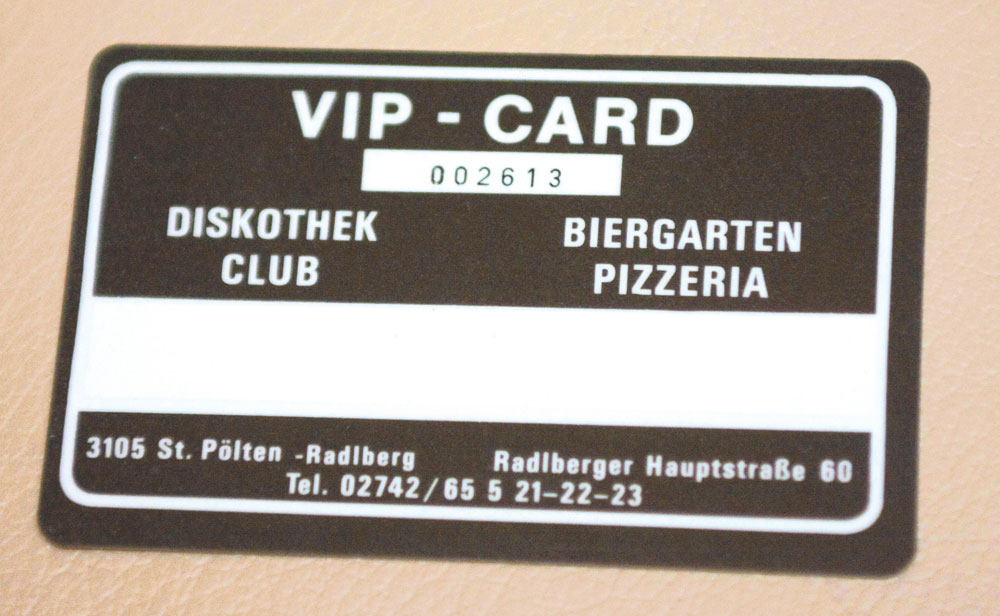 VIP - CARD
002613
DISKOTHEK
CLUB
BIERGARTEN
PIZZERIA
3105 St. Pölten -Radlberg Radlberger Hauptstraße 60
Tel. 02742/65 5 21-22-23